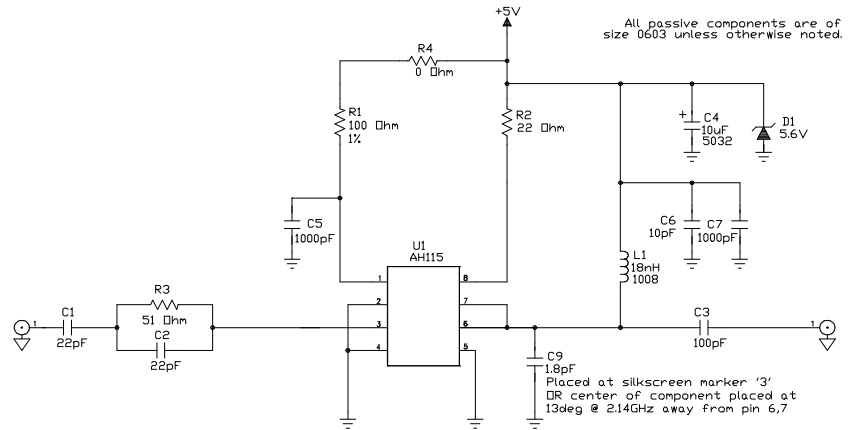 +5V
All passive components are of
size 0603 unless otherwise noted.
R4
0 Ohm
R1
100 Ohm
1%
R2
22 Ohm
+
C4
10uF
5032
D1
5.6V
C5
1000pF
C6
10pF
C7
1000pF
U1
AH115
L1
18nH
1008
1
2
3
4
8
7
6
5
R3
51 Ohm
C1
22pF
C2
22pF
1
C3
100pF
1
C9
1.8pF
Placed at silkscreen marker '3'
OR center of component placed at
13deg @ 2.14GHz away from pin 6,7